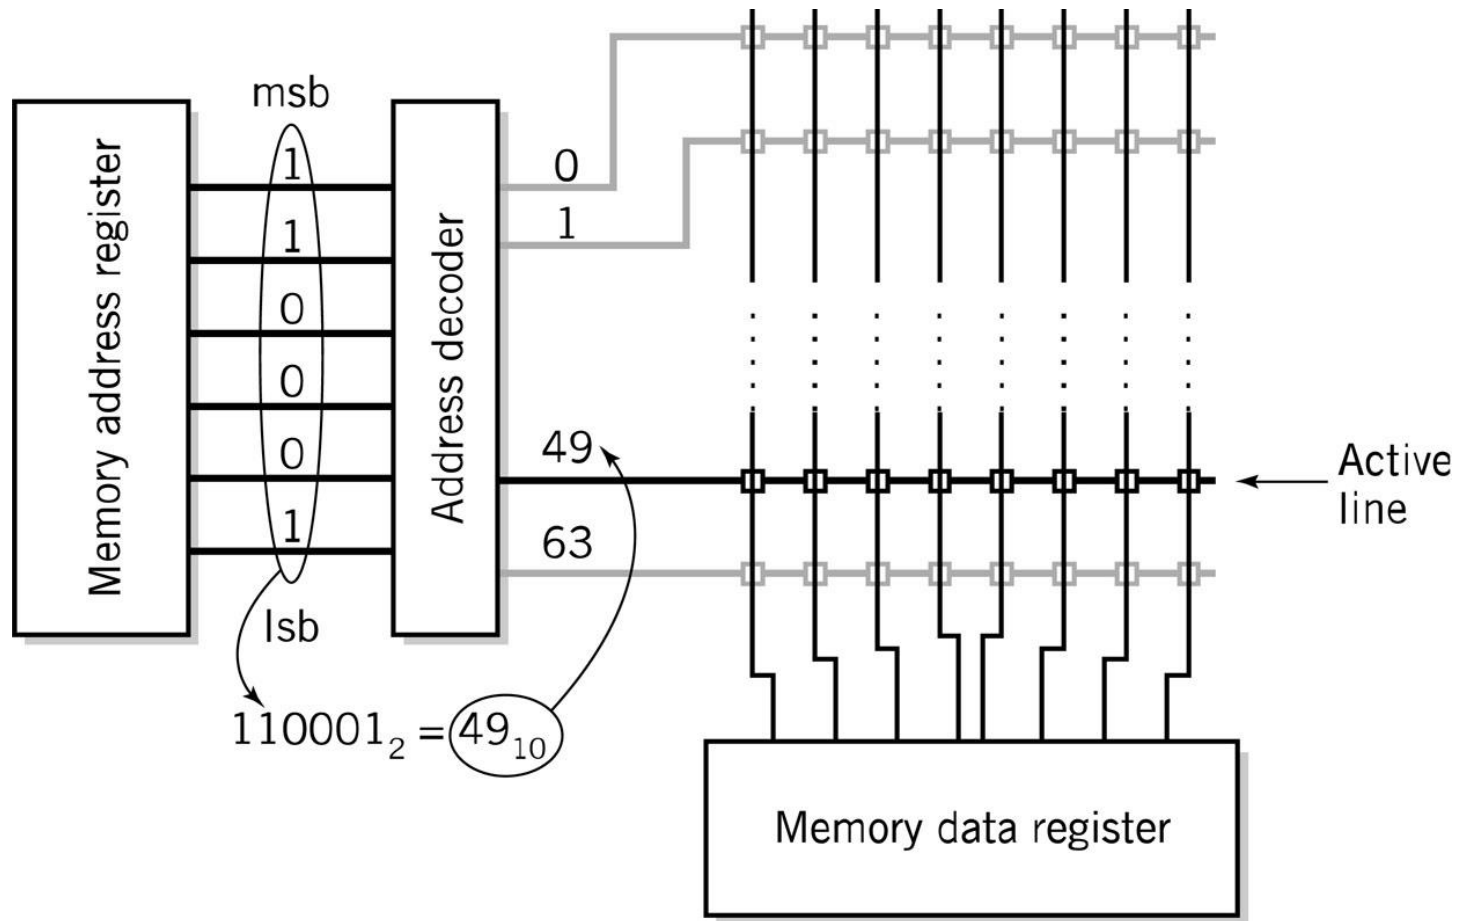 msb
Memory address register
1
1
0
0
0
1
lsb
110001₂ = 49₁₀
Address decoder
0
1
49
63
Active
line
Memory data register